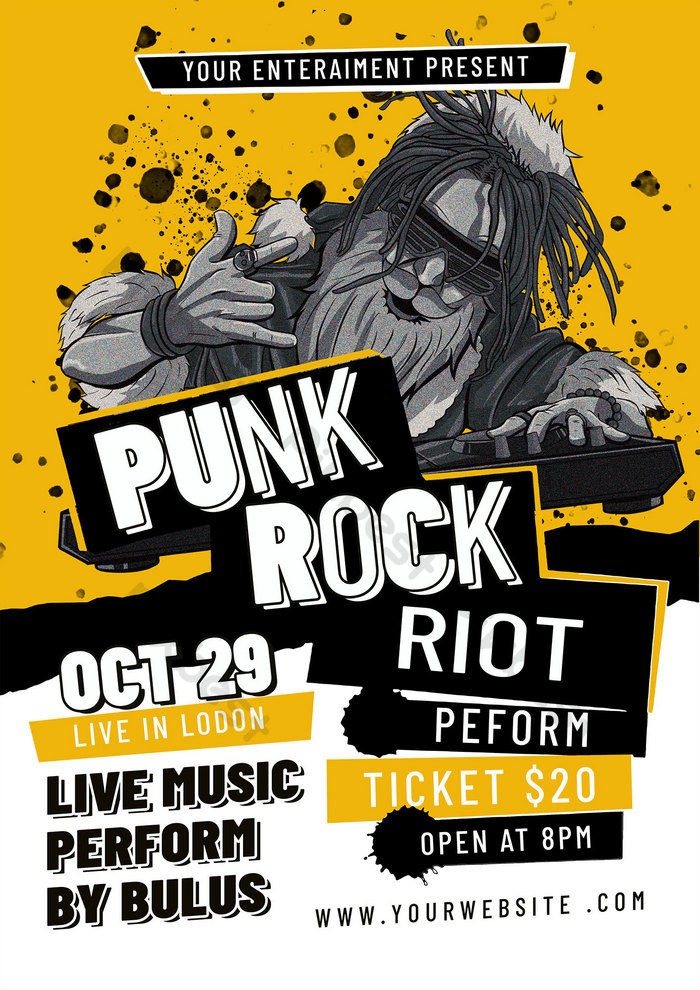 YOUR ENTERAIMENT PRESENT
PUNK
ROCK
RIOT
OCT 29
LIVE IN LODON
LIVE MUSIC
PERFORM
BY BULUS
PEFORM
TICKET $20
OPEN AT 8PM
WWW.YOURWEBSITE .COM